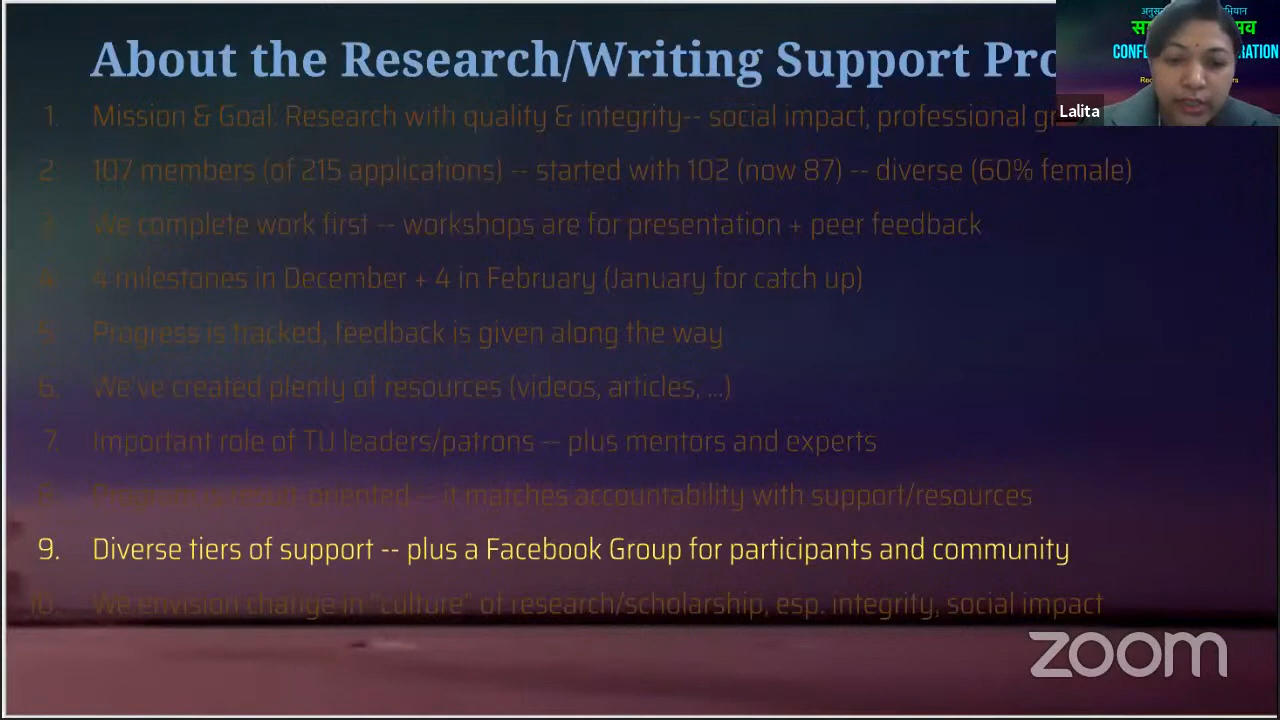 About the Research/Writing Support Pro
1. Mission & Goal: Research with quality & integrity-- social impact, professional gr
2. 107 members (of 215 applications) -- started with 102 (now 87) -- diverse (60% female)
3. We complete work first -- workshops are for presentation + peer feedback
4. 4 milestones in December + 4 in February (January for catch up)
5. Progress is tracked, feedback is given along the way
6. We've created plenty of resources (videos, articles, ...)
7. Important role of TU leaders/patrons -- plus mentors and experts
8. Program is result-oriented -- it matches accountability with support/resources
9. Diverse tiers of support -- plus a Facebook Group for participants and community
10. We envision change in "culture" of research/scholarship, esp. integrity, social impact
Lalita
zoom